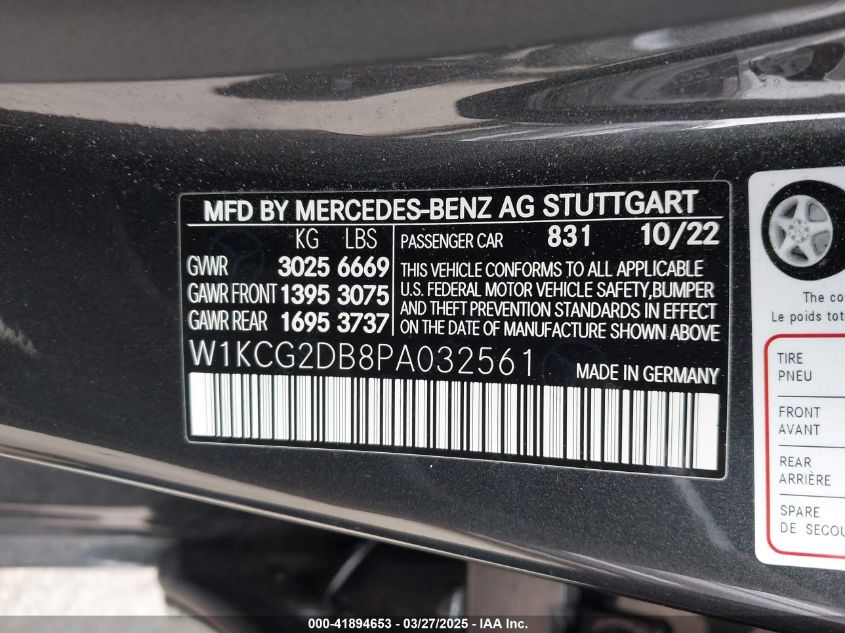 MFD BY MERCEDES-BENZ AG STUTTGART
KG LBS
GVWR 3025 6669
GAWR FRONT 1395 3075
GAWR REAR 1695 3737
PASSENGER CAR 831 10/22
THIS VEHICLE CONFORMS TO ALL APPLICABLE
U.S. FEDERAL MOTOR VEHICLE SAFETY,BUMPER
AND THEFT PREVENTION STANDARDS IN EFFECT
ON THE DATE OF MANUFACTURE SHOWN ABOVE
W1KCG2DB8PA032561
MADE IN GERMANY
The
Le poids
TIRE
PNEU
FRONT
AVANT
REAR
ARRIÈRE
SPARE
DE
000-41894653 — 03/27/2025 — IAA Inc.